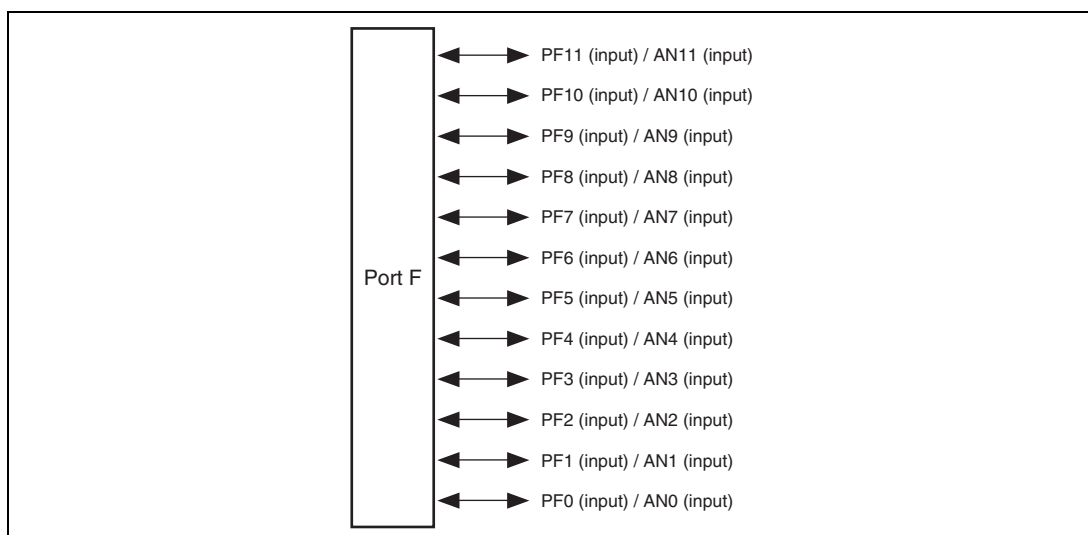 PF11 (input) / AN11 (input)
PF10 (input) / AN10 (input)
PF9 (input) / AN9 (input)
PF8 (input) / AN8 (input)
PF7 (input) / AN7 (input)
PF6 (input) / AN6 (input)
Port F
PF5 (input) / AN5 (input)
PF4 (input) / AN4 (input)
PF3 (input) / AN3 (input)
PF2 (input) / AN2 (input)
PF1 (input) / AN1 (input)
PF0 (input) / AN0 (input)